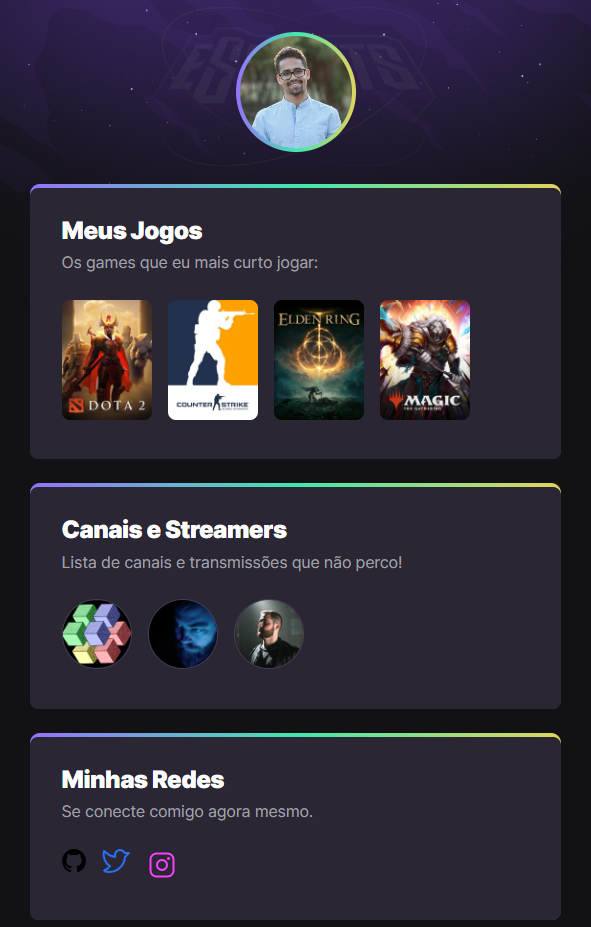 ESPORTS
Meus Jogos
Os games que eu mais curto jogar:
DOTA 2
COUNTER STRIKE
ELDEN RING
MAGIC
THE GATHERING
Canais e Streamers
Lista de canais e transmissões que não perco!
Minhas Redes
Se conecte comigo agora mesmo.